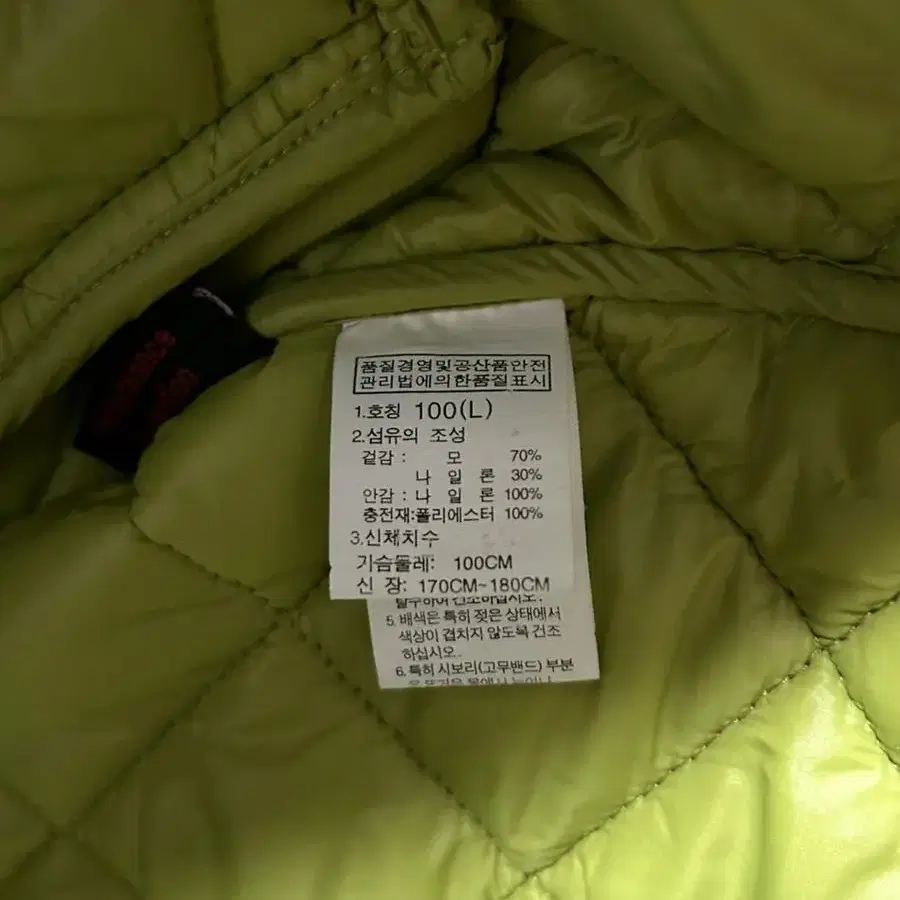 품질경영및공산품안전
관리법에의한품질표시
1.호칭 100(L)
2.섬유의 조성
겉감 : 모 70%
나 일 론 30%
안감 : 나 일 론 100%
충전재:폴리에스터 100%
3.신체치수
가슴둘레: 100CM
신 장: 170CM~180CM
5. 배색은 특히 젖은 상태에서
색상이 겹치지 않도록 건조
하십시오.
6. 특히 시보리(고무밴드) 부분